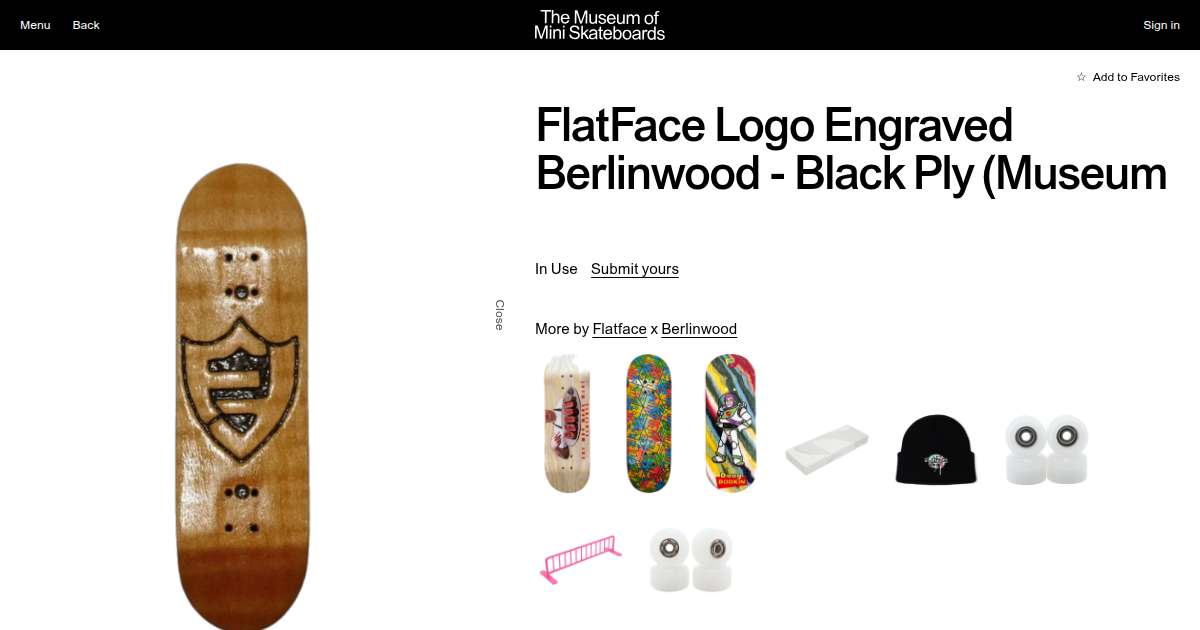 Menu
Back
The Museum of
Mini Skateboards
Sign in
☆ Add to Favorites
FlatFace Logo Engraved
Berlinwood - Black Ply (Museum
In Use
Submit yours
Close
More by Flatface x Berlinwood